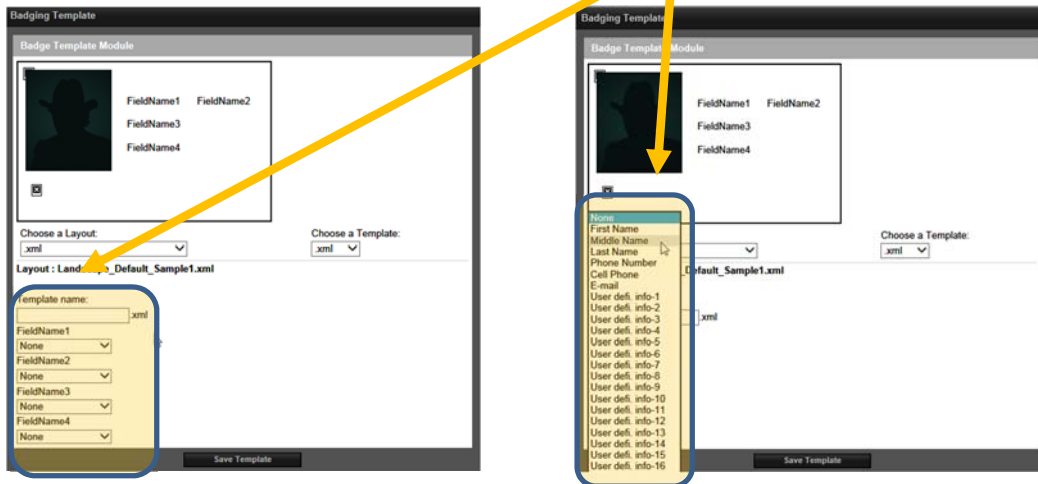 Badging Template
Badge Template Module
FieldName1 FieldName2
FieldName3
FieldName4
Choose a Layout:
.xml
Choose a Template:
.xml
Layout : Landscape_Default_Sample1.xml
Template name:
.xml
FieldName1
None
FieldName2
None
FieldName3
None
FieldName4
None
Save Template
Badging Template
Badge Template Module
FieldName1 FieldName2
FieldName3
FieldName4
None
First Name
Middle Name
Last Name
Phone Number
Cell Phone
E-mail
User defi. info-1
User defi. info-2
User defi. info-3
User defi. info-4
User defi. info-5
User defi. info-6
User defi. info-7
User defi. info-8
User defi. info-9
User defi. info-10
User defi. info-11
User defi. info-12
User defi. info-13
User defi. info-14
User defi. info-15
User defi. info-16
Choose a Template:
.xml
Default_Sample1.xml
.xml
Save Template